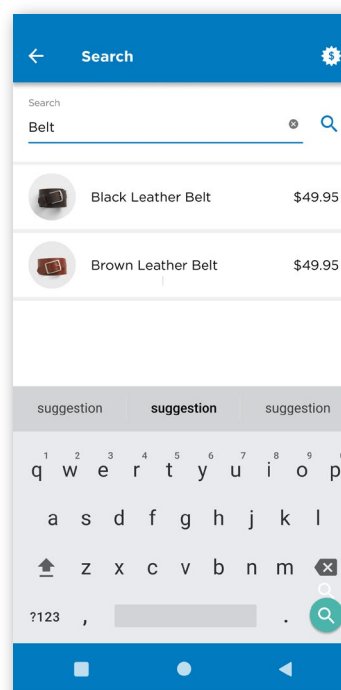 Search
Search
Belt
Black Leather Belt $49.95
Brown Leather Belt $49.95
suggestion suggestion suggestion
1 2 3 4 5 6 7 8 9
q w e r t y u i o p
a s d f g h j k l
z x c v b n m
?123 , .